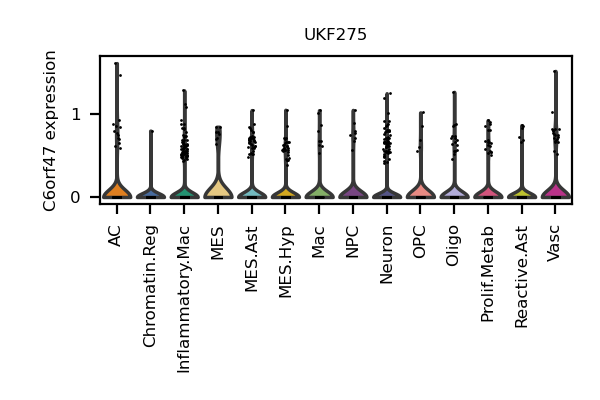 UKF275
C6orf47 expression
1
0
AC
Chromatin.Reg
Inflammatory.Mac
MES
MES.Ast
MES.Hyp
Mac
NPC
Neuron
OPC
Oligo
Prolif.Metab
Reactive.Ast
Vasc